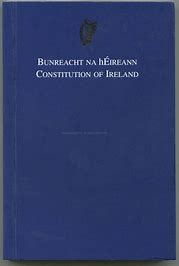 BUNREACHT NA hÉIREANN
CONSTITUTION OF IRELAND